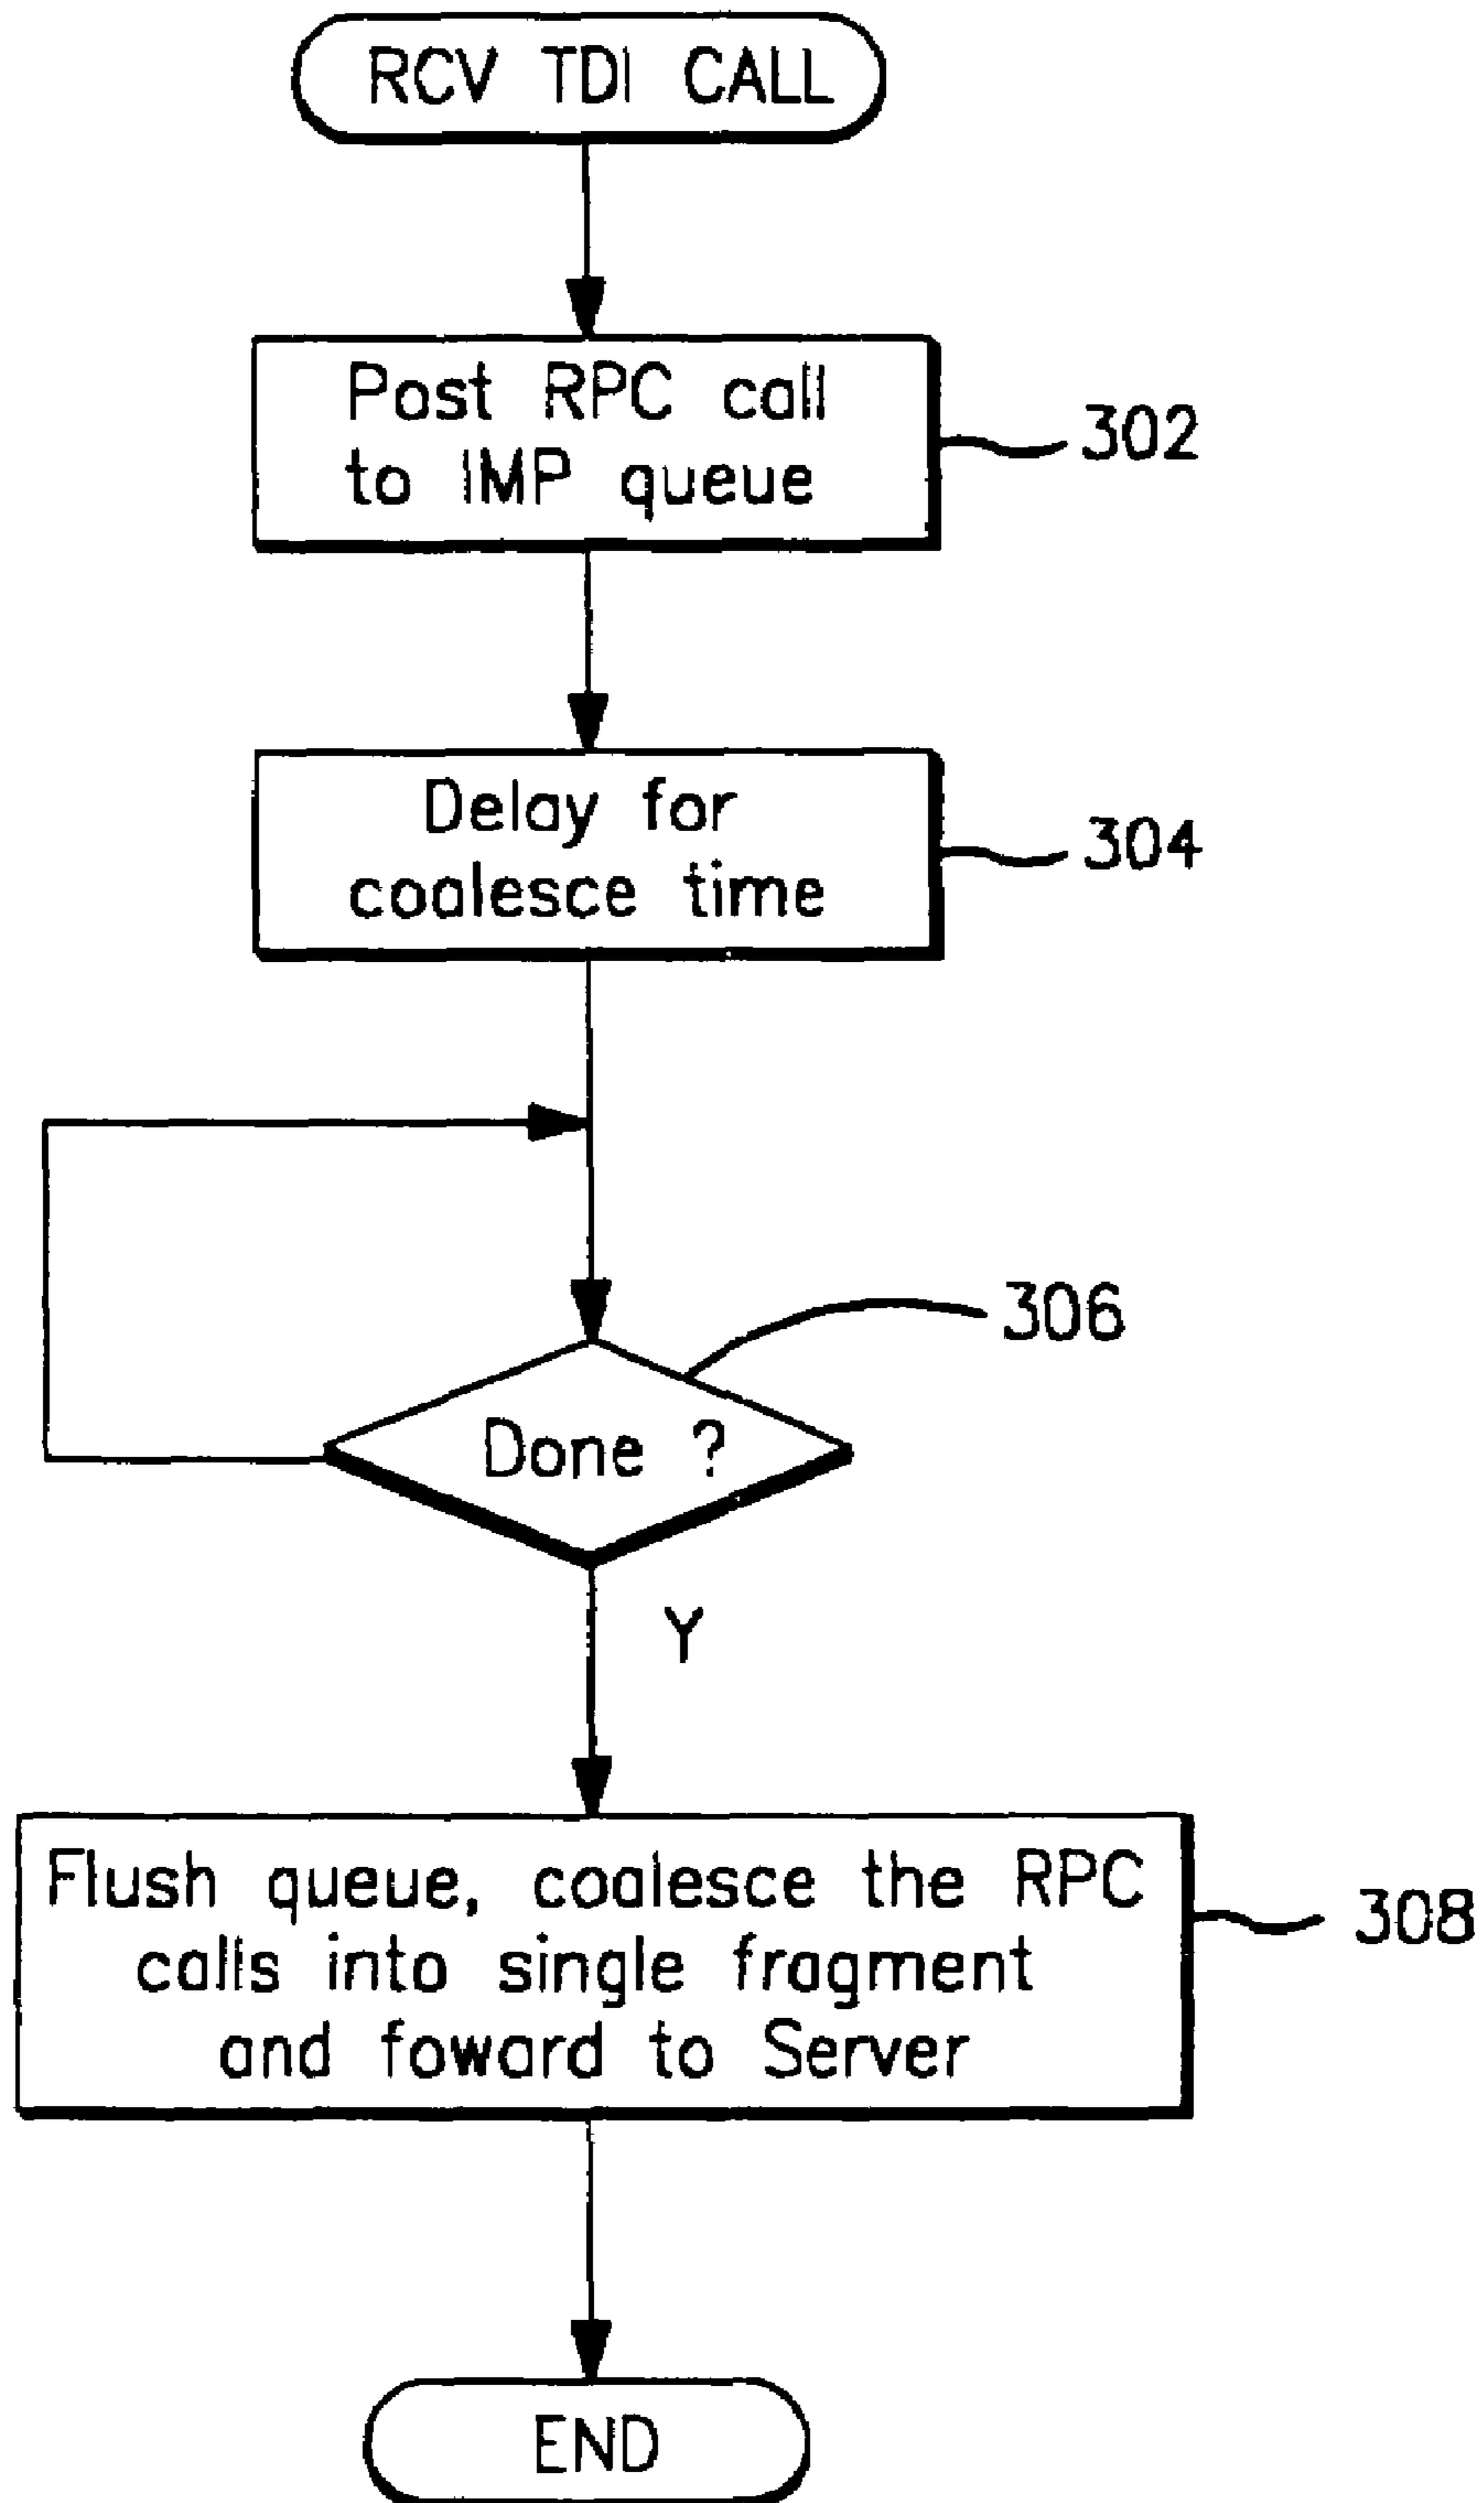 RCV TDI CALL
Post RPC call
to IMP queue
302
Delay for
coalesce time
304
306
Done ?
Y
Flush queue, coalesce the RPC
calls into single fragment
and foward to Server
308
END